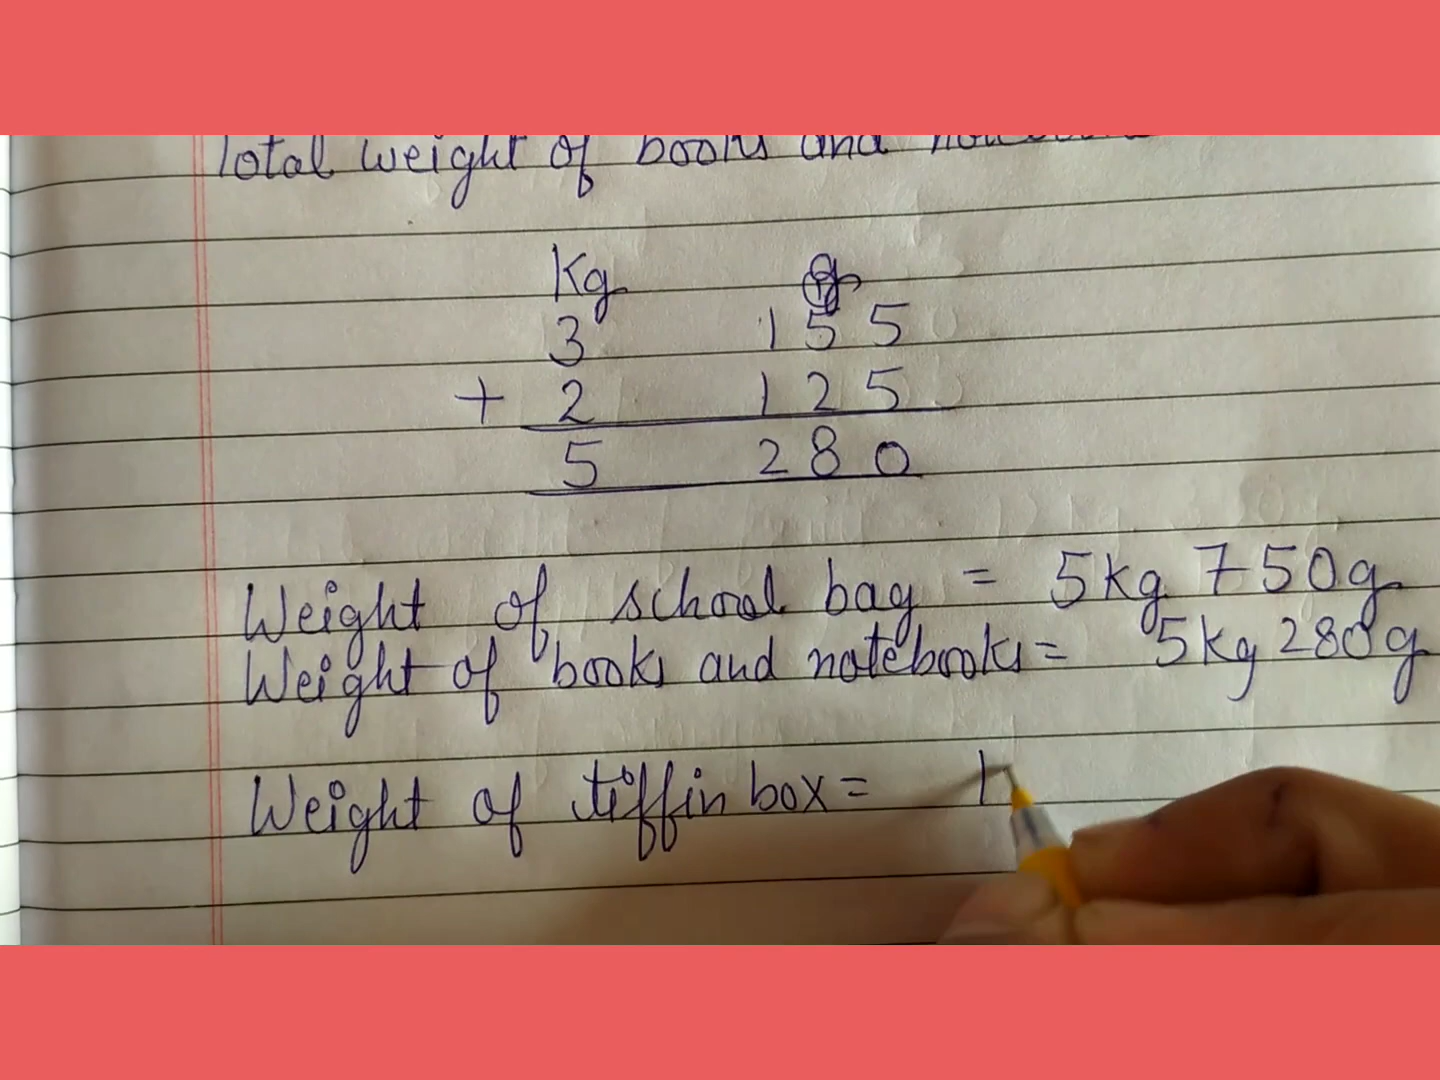 Total weight of books and
Kg g
3 155
+ 2 125
5 280
Weight of school bag = 5kg 750g
Weight of books and notebooks = 5kg 280g
Weight of tiffin box =